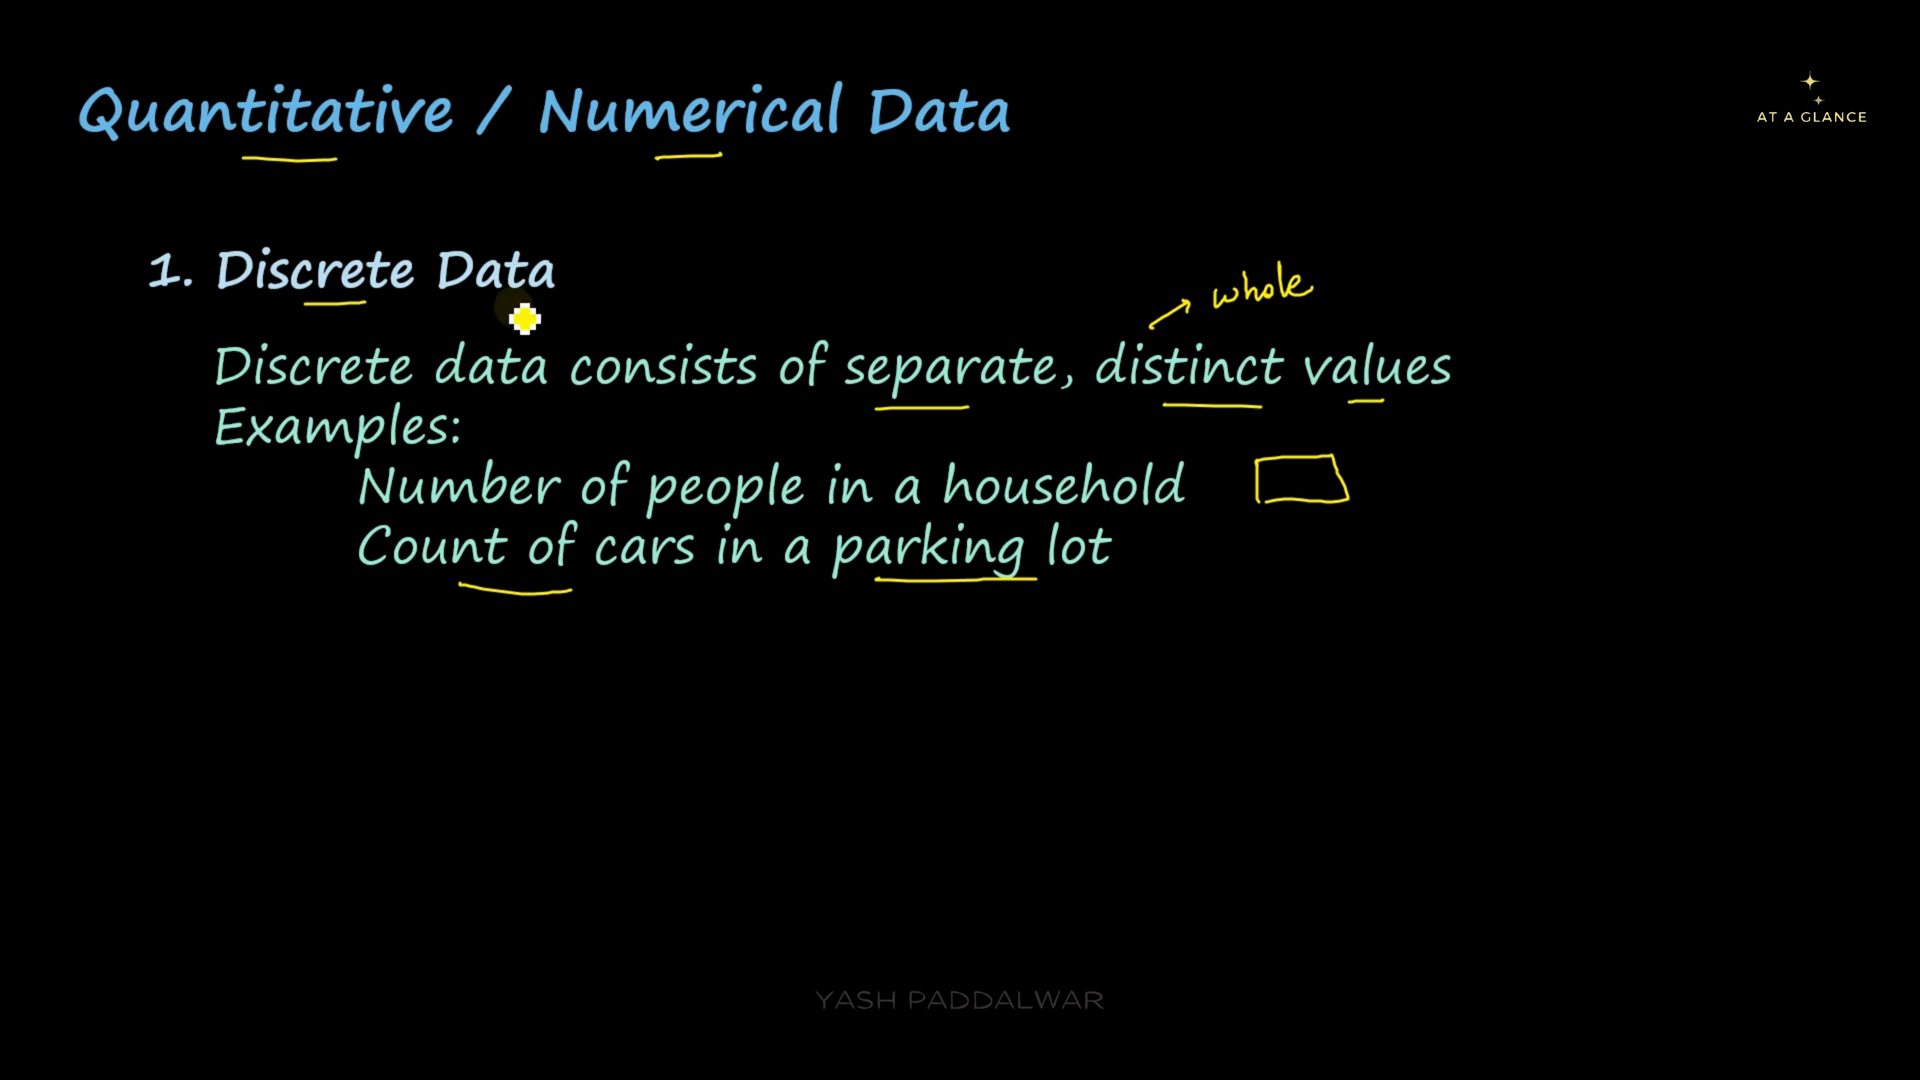 Quantitative / Numerical Data
AT A GLANCE
1. Discrete Data
whole
Discrete data consists of separate, distinct values
Examples:
Number of people in a household
Count of cars in a parking lot
YASH PADDALWAR